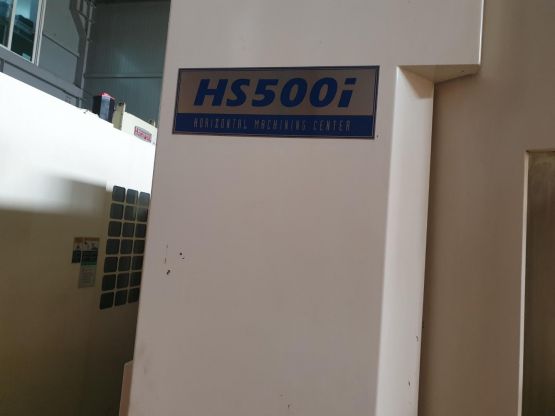 HS500i
HORIZONTAL MACHINING CENTER